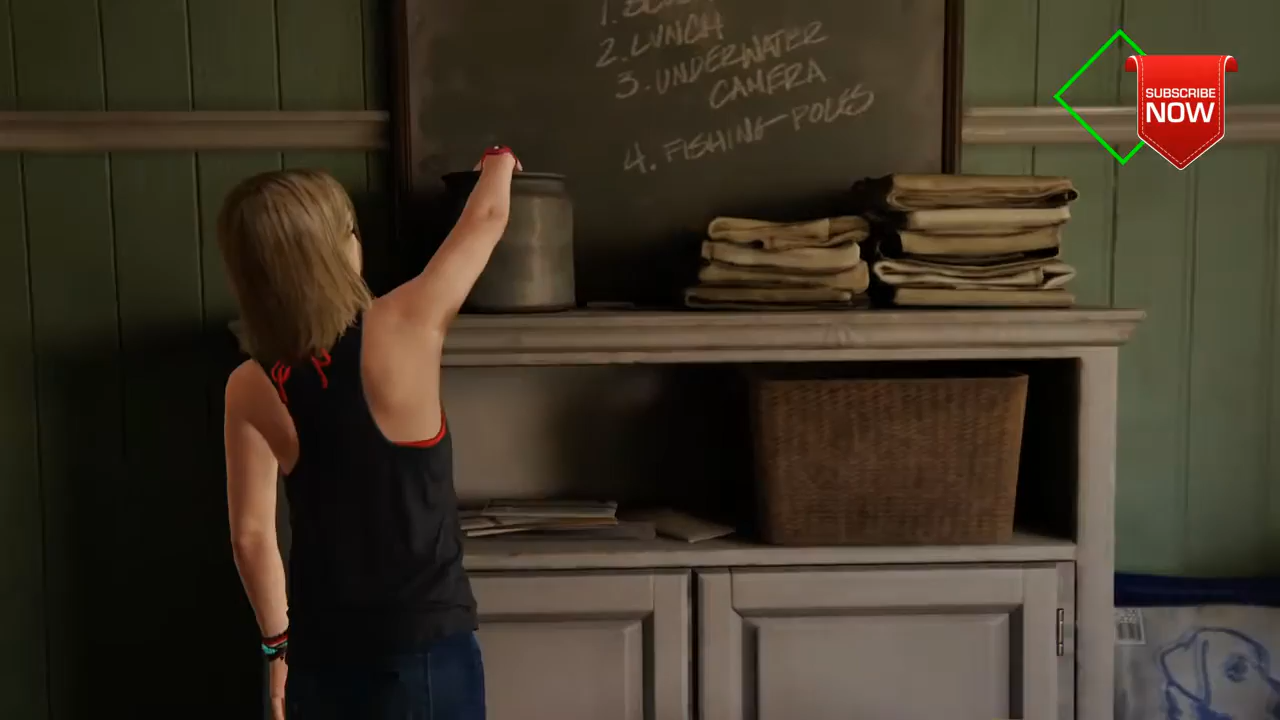 2. LUNCH
3. UNDERWATER
CAMERA
4. FISHING POLES
SUBSCRIBE
NOW